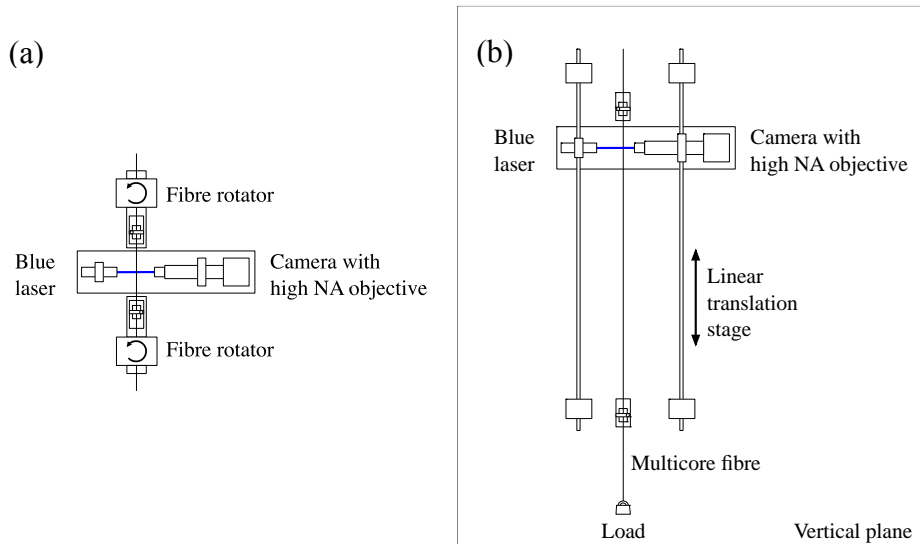 (a)
Fibre rotator
Blue
laser
Camera with
high NA objective
Fibre rotator
(b)
Blue
laser
Camera with
high NA objective
Linear
translation
stage
Multicore fibre
Load
Vertical plane